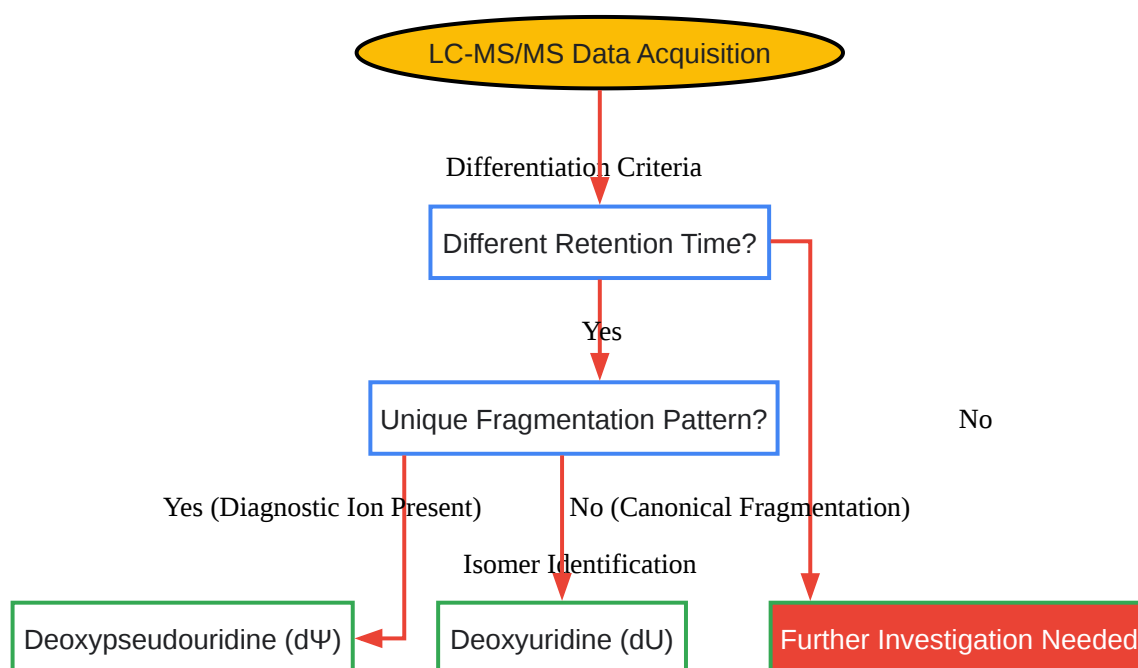 LC-MS/MS Data Acquisition
Differentiation Criteria
Different Retention Time?
Yes
Unique Fragmentation Pattern?
No
Yes (Diagnostic Ion Present)
No (Canonical Fragmentation)
Isomer Identification
Deoxypseudouridine (dΨ)
Deoxyuridine (dU)
Further Investigation Needed